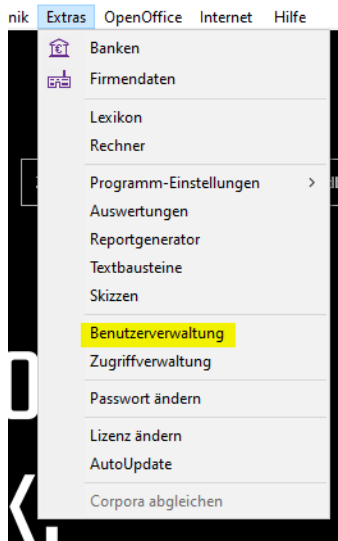 nik Extras OpenOffice Internet Hilfe
Banken
Firmendaten
Lexikon
Rechner
Programm-Einstellungen
Auswertungen
Reportgenerator
Textbausteine
Skizzen
Benutzerverwaltung
Zugriffverwaltung
Passwort ändern
Lizenz ändern
AutoUpdate
Corpora abgleichen